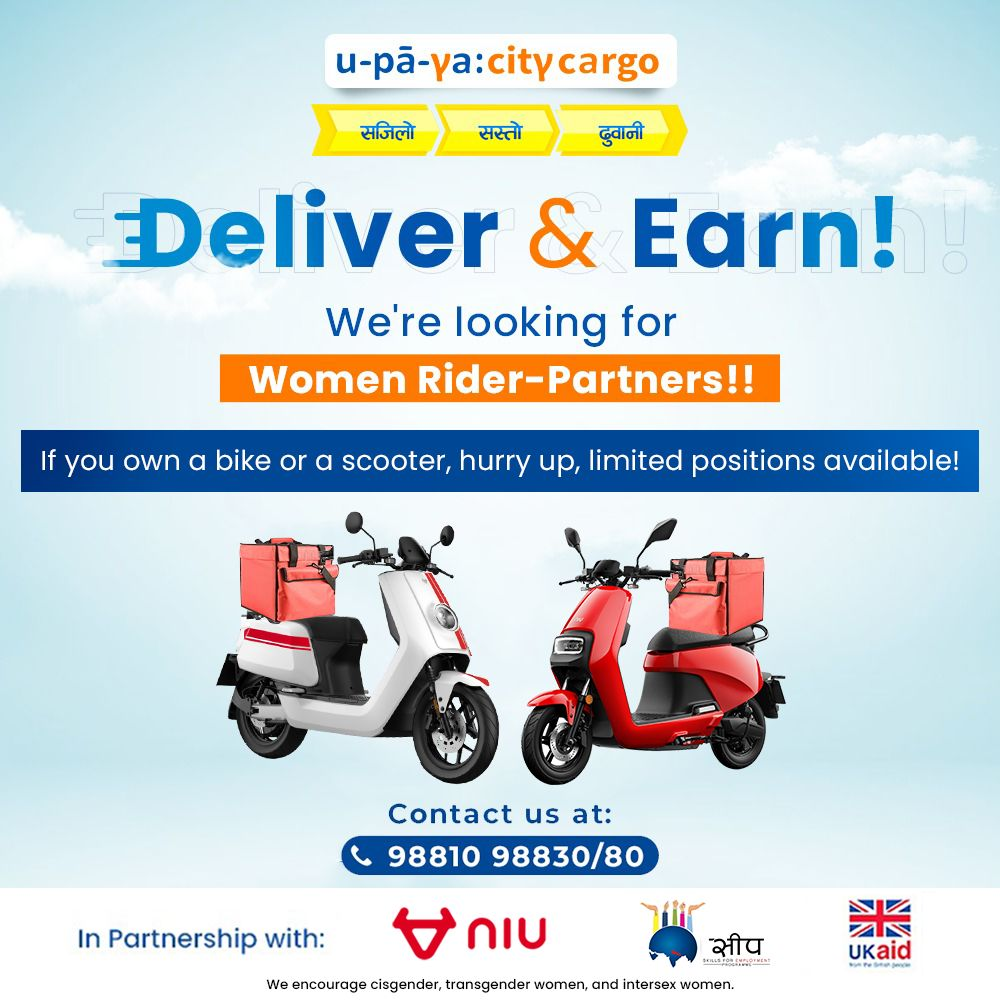 u-pā-ya:citycargo
सजिलो सस्तो ढुवानी
Deliver & Earn!
We're looking for
Women Rider-Partners!!
If you own a bike or a scooter, hurry up, limited positions available!
Contact us at:
98810 98830/80
In Partnership with:
NIU
सीप
SKILLS FOR EMPLOYMENT
PROGRAMME
UKaid
from the British people
We encourage cisgender, transgender women, and intersex women.